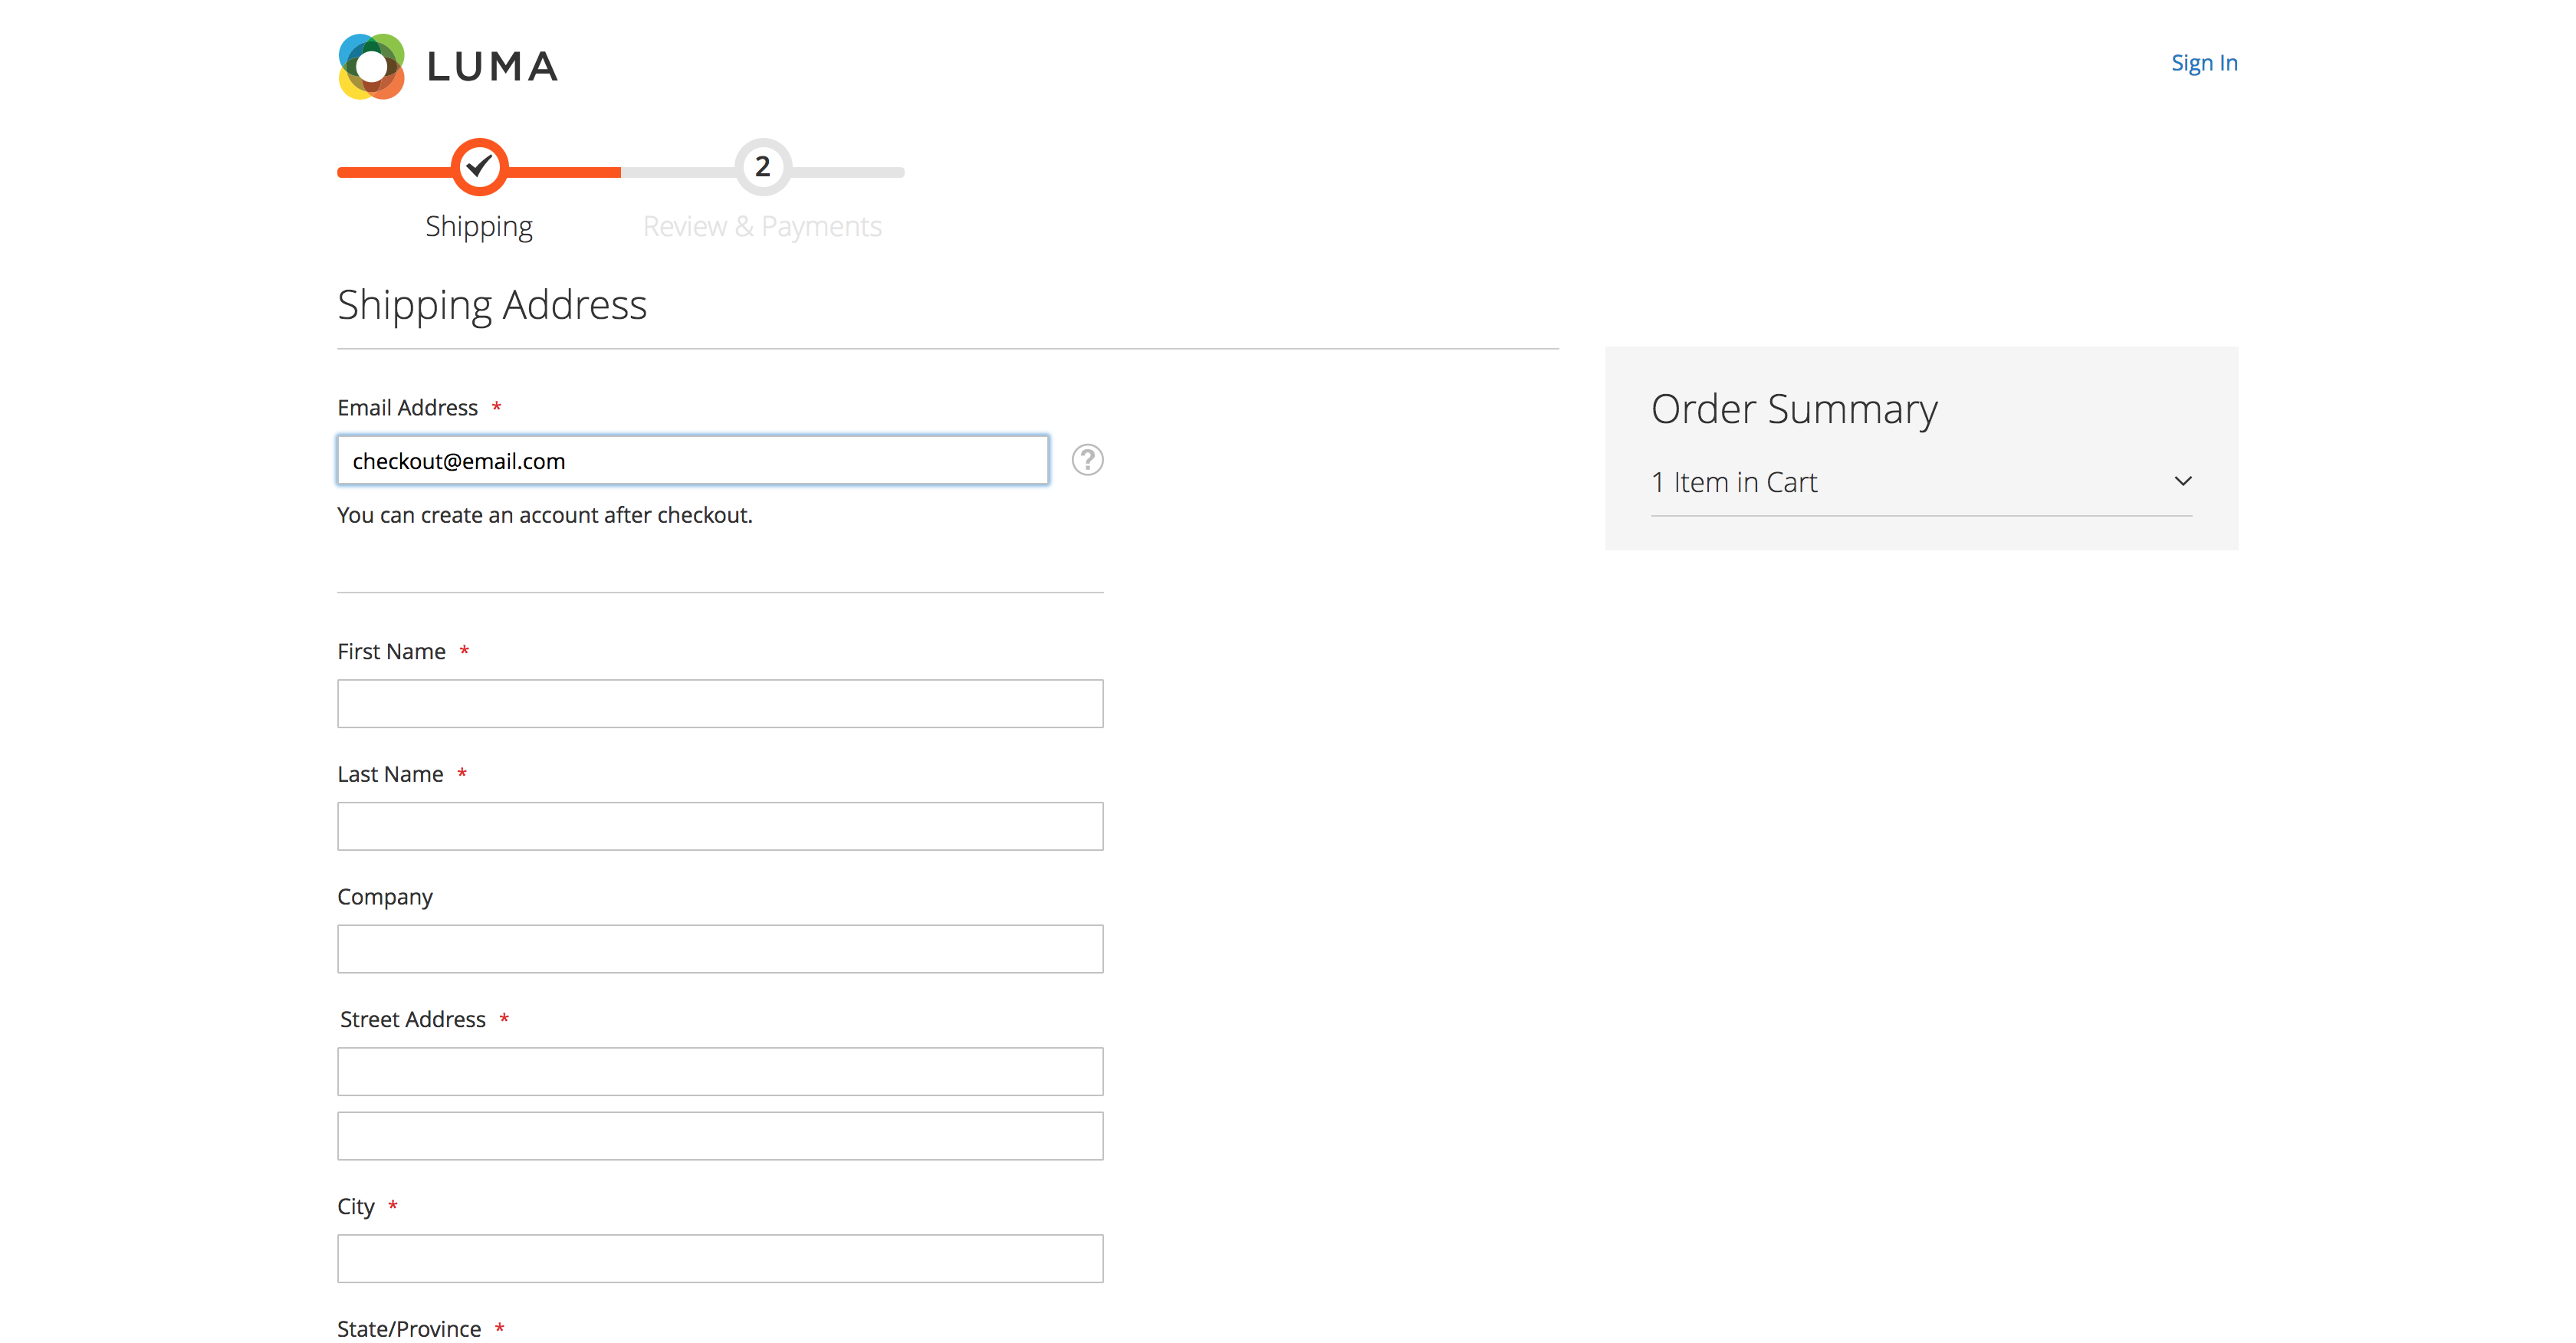 LUMA
Sign In
2
Shipping
Review & Payments
Shipping Address
Email Address *
checkout@email.com
?
You can create an account after checkout.
Order Summary
1 Item in Cart
First Name *
Last Name *
Company
Street Address *
City *
State/Province *